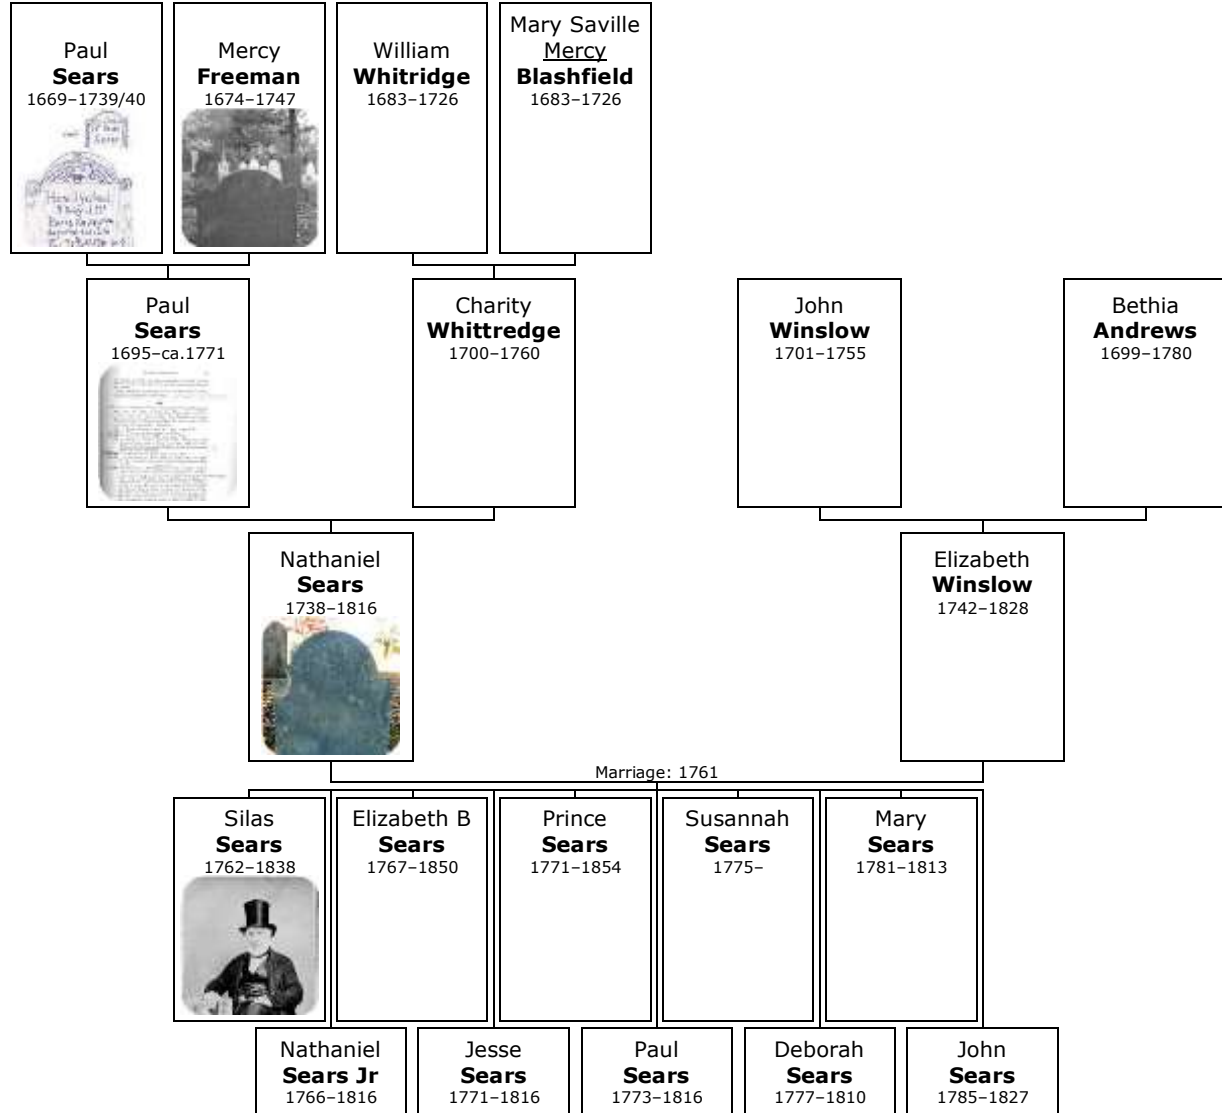 Paul
Sears
1669–1739/40
Mercy
Freeman
1674–1747
William
Whitridge
1683–1726
Mary Saville
Mercy
Blashfield
1683–1726
Paul
Sears
1695–ca.1771
Charity
Whittredge
1700–1760
John
Winslow
1701–1755
Bethia
Andrews
1699–1780
Nathaniel
Sears
1738–1816
Elizabeth
Winslow
1742–1828
Marriage: 1761
Silas
Sears
1762–1838
Elizabeth B
Sears
1767–1850
Prince
Sears
1771–1854
Susannah
Sears
1775–
Mary
Sears
1781–1813
Nathaniel
Sears Jr
1766–1816
Jesse
Sears
1771–1816
Paul
Sears
1773–1816
Deborah
Sears
1777–1810
John
Sears
1785–1827